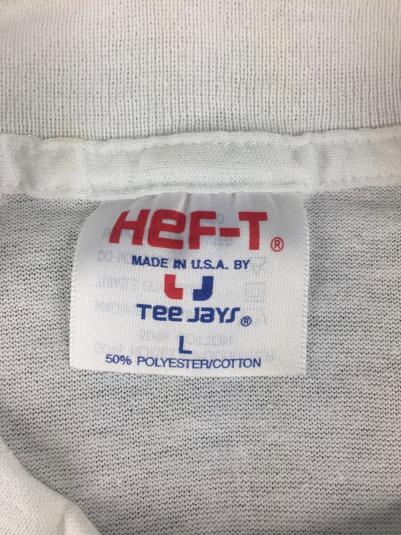 HeF-T®
MADE IN U.S.A. BY
Tee Jays®
L
50% POLYESTER/COTTON